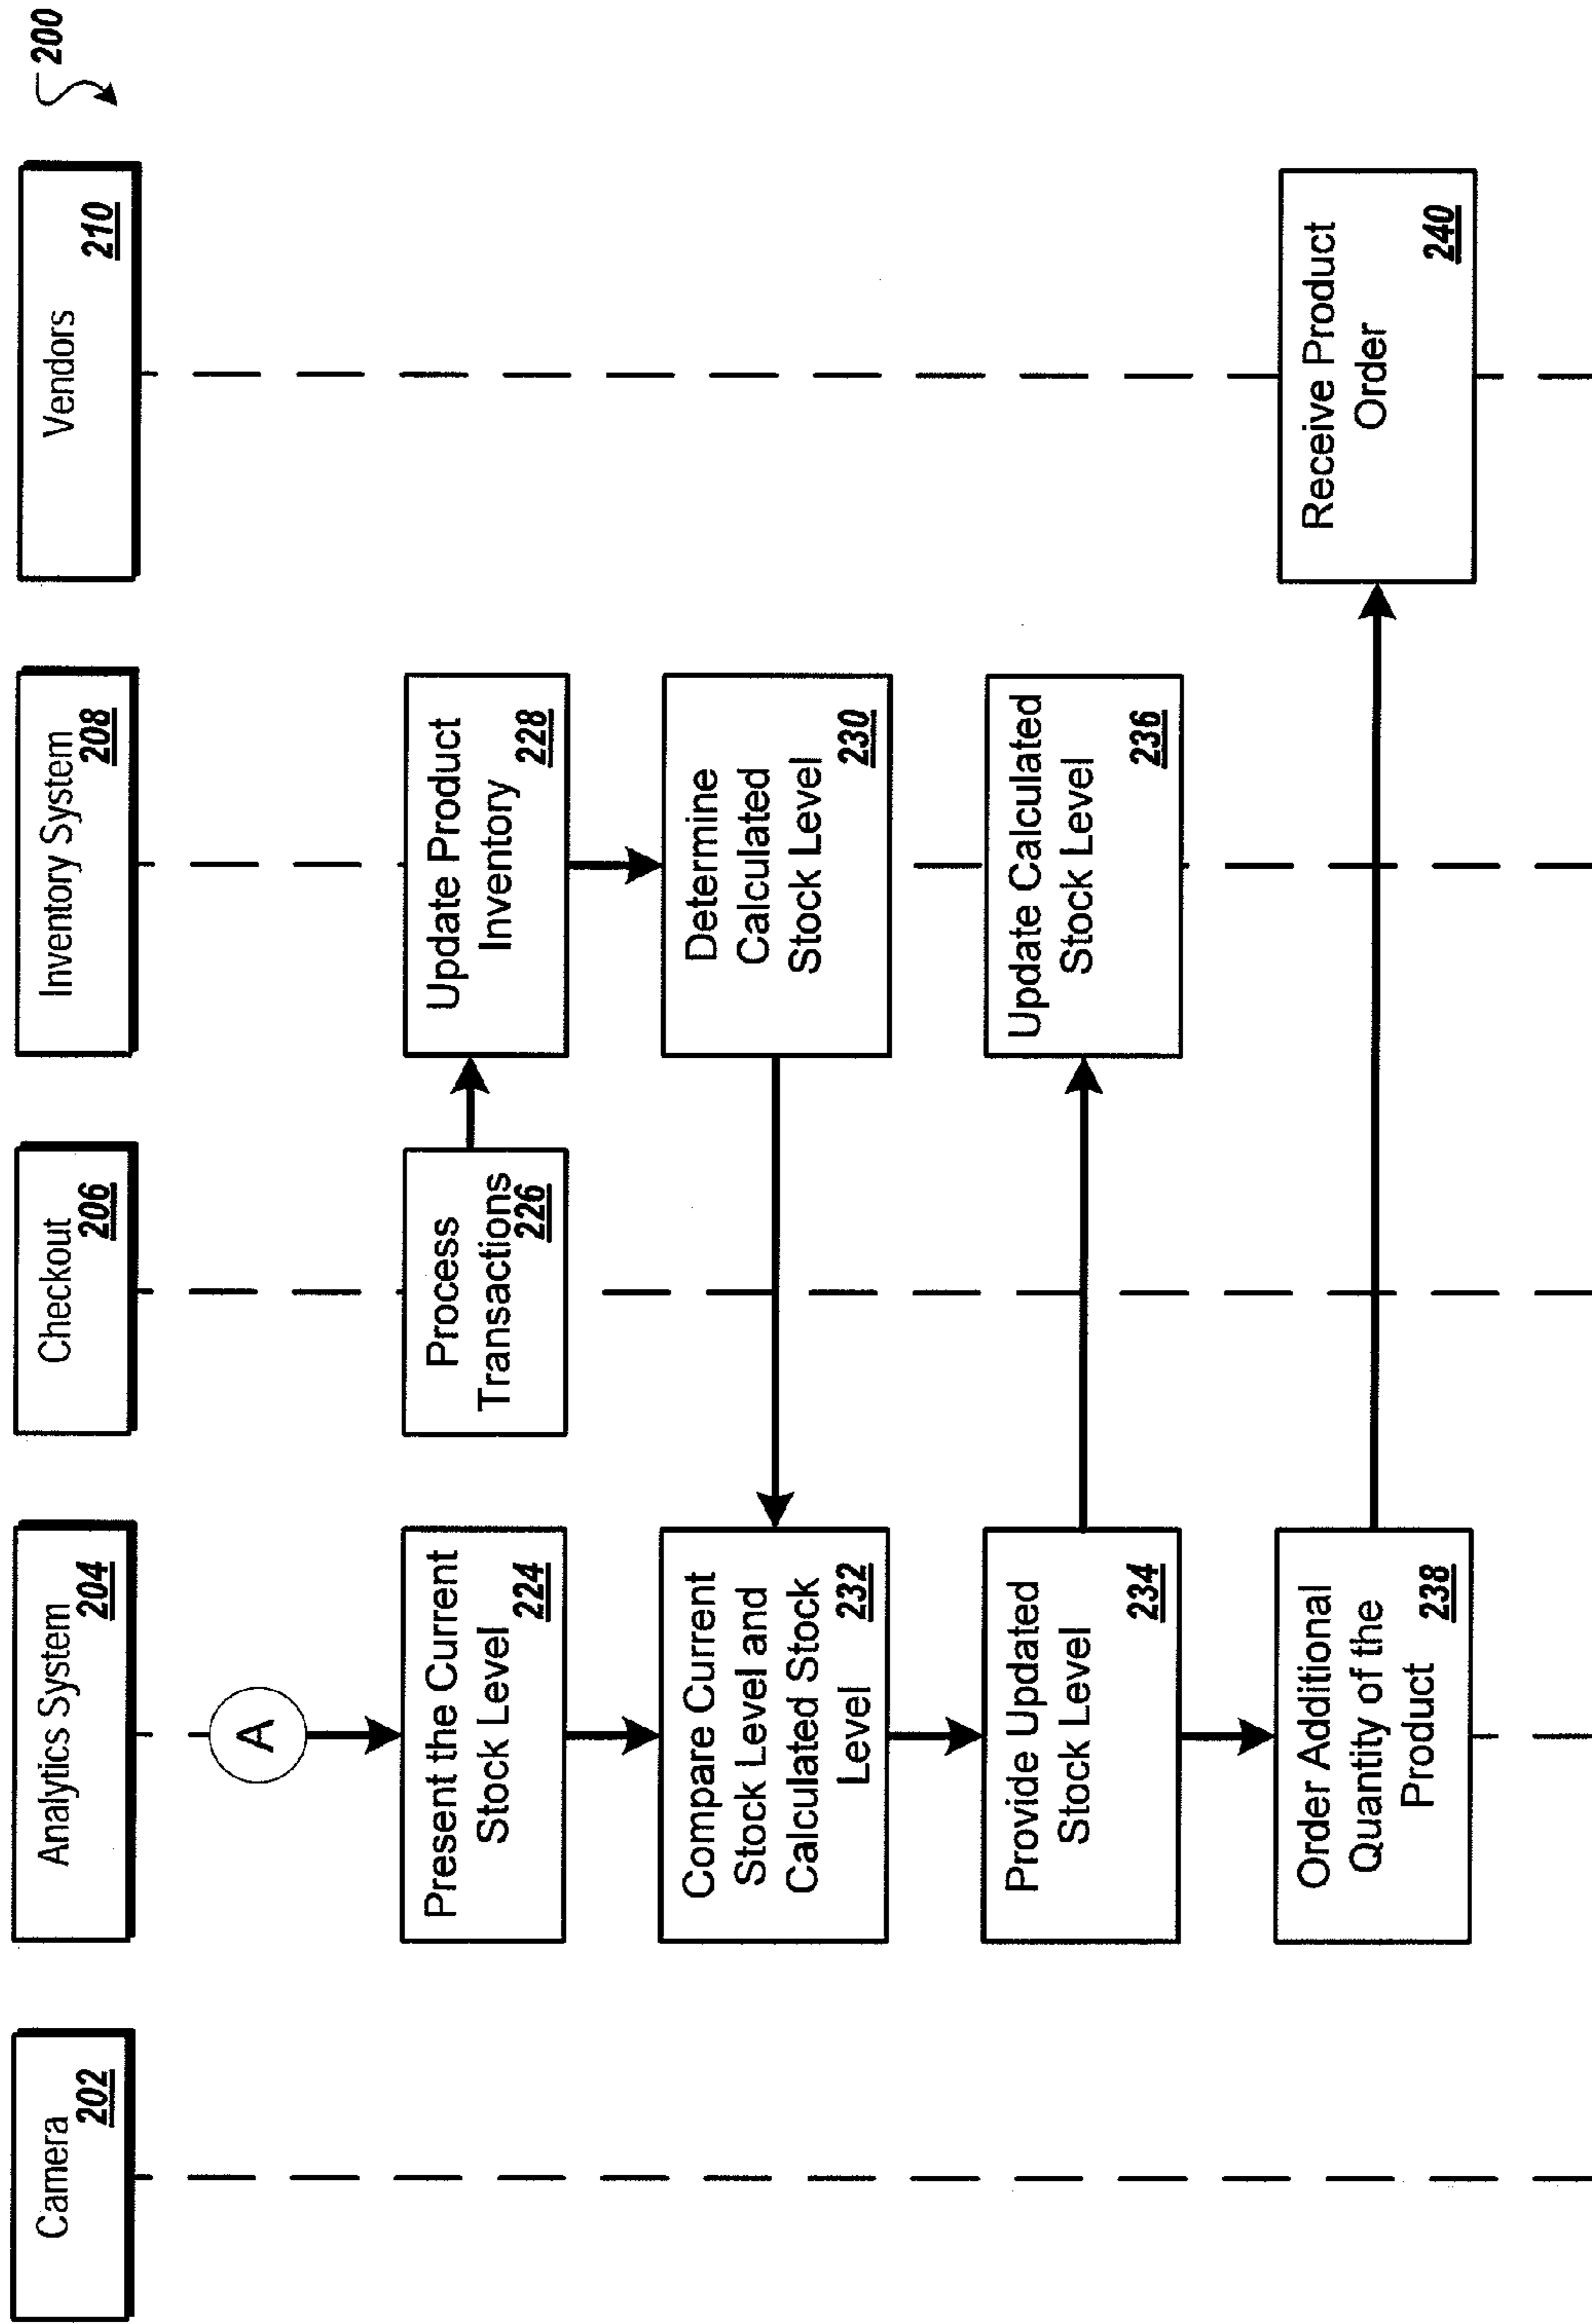 200
Camera
202
Analytics System
204
Checkout
206
Inventory System
208
Vendors
210
A
Present the Current
Stock Level
224
Process
Transactions
226
Update Product
Inventory
228
Determine
Calculated
Stock Level
230
Compare Current
Stock Level and
Calculated Stock
Level
232
Provide Updated
Stock Level
234
Update Calculated
Stock Level
236
Order Additional
Quantity of the
Product
238
Receive Product
Order
240